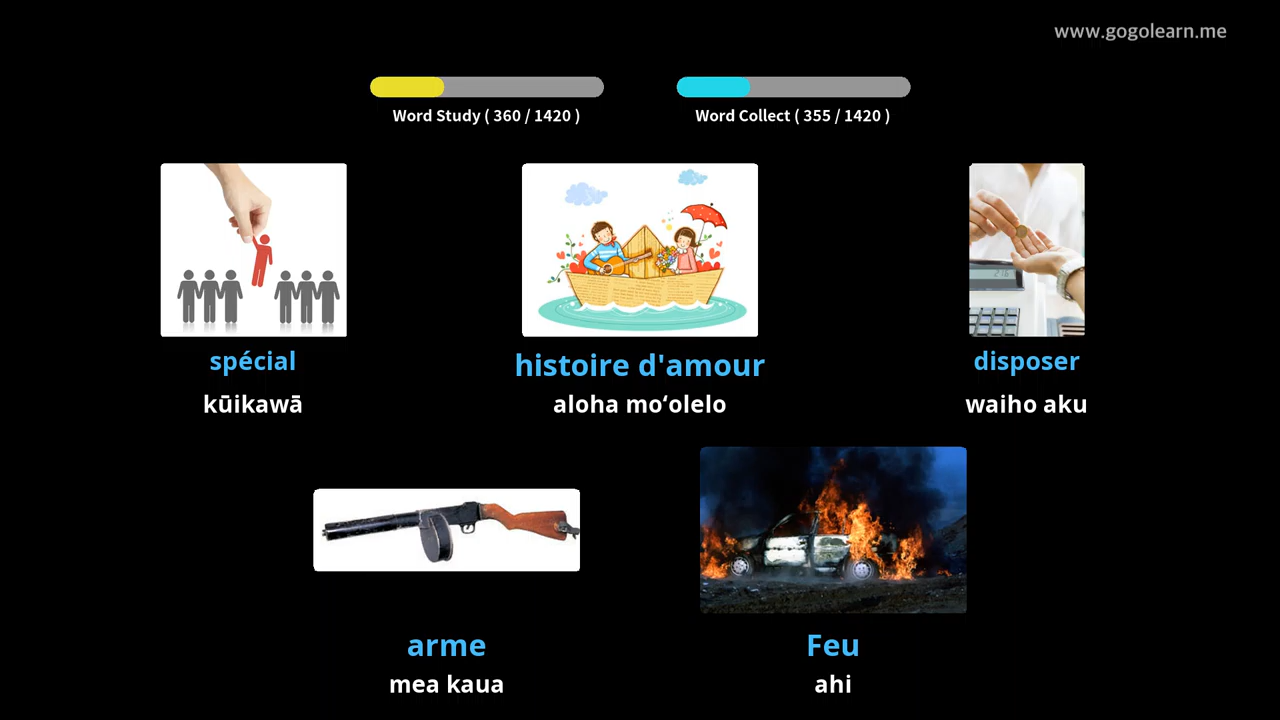 www.gogolearn.me
Word Study ( 360 / 1420 )
Word Collect ( 355 / 1420 )
spécial
histoire d'amour
disposer
kūikawā
aloha moʻolelo
waiho aku
arme
Feu
mea kaua
ahi